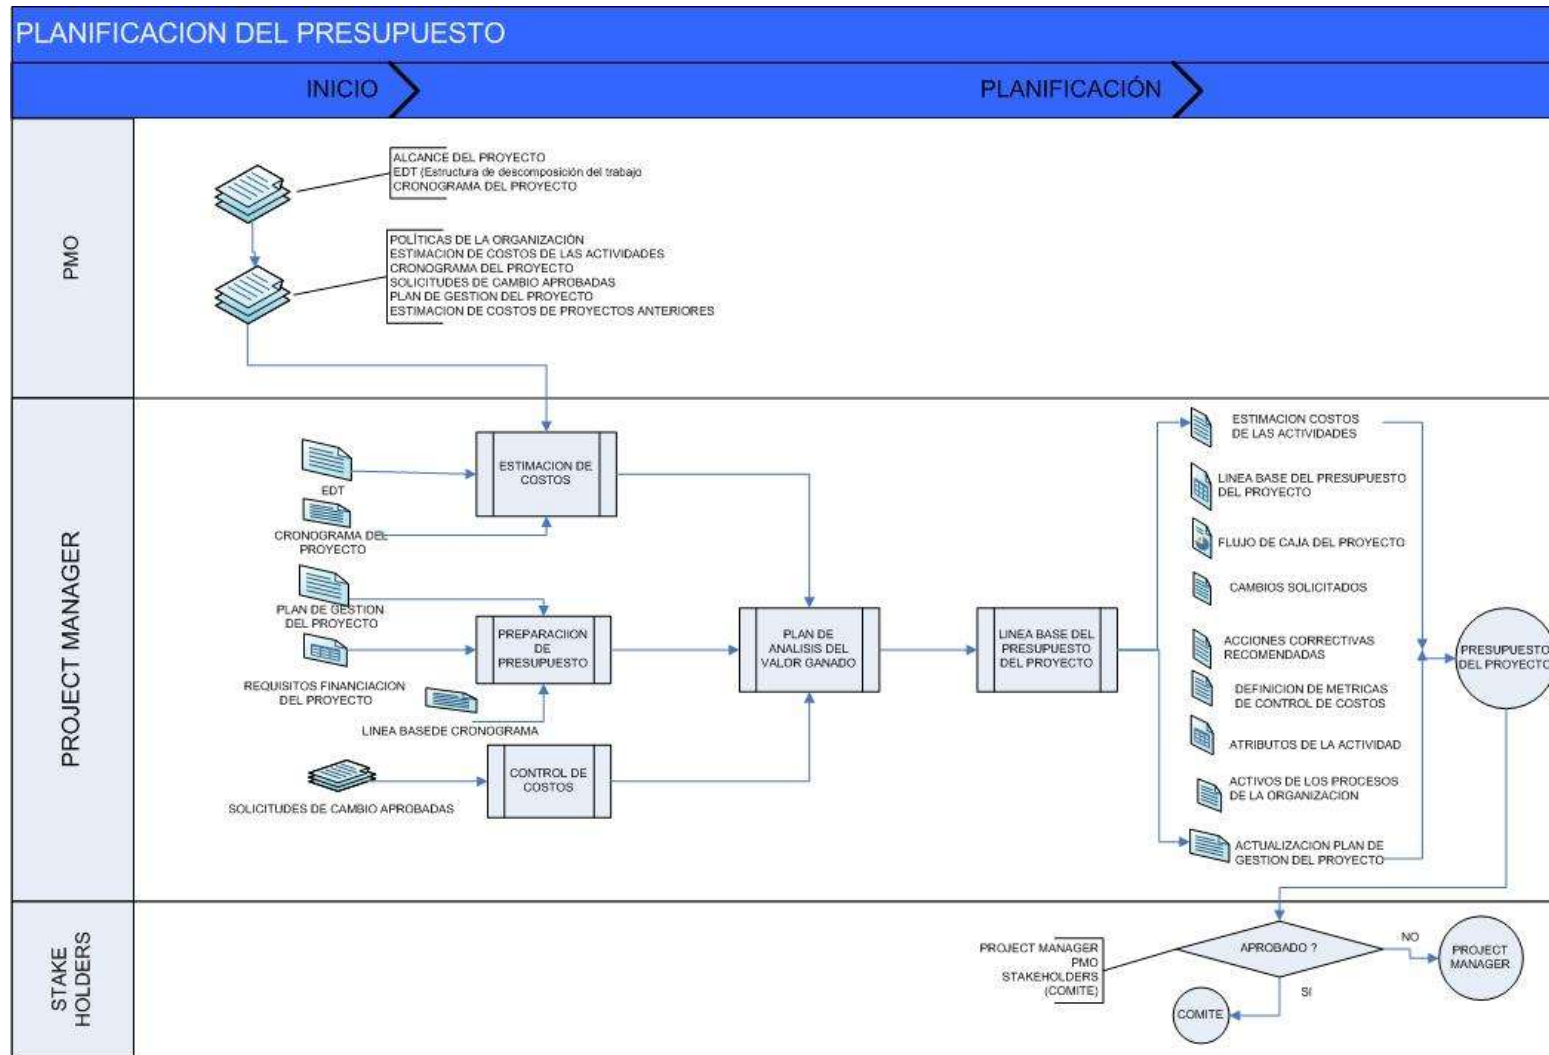 PLANIFICACION DEL PRESUPUESTO
INICIO
PLANIFICACIÓN
PMO
ALCANCE DEL PROYECTO
EDT (Estructura de descomposición del trabajo
CRONOGRAMA DEL PROYECTO
POLÍTICAS DE LA ORGANIZACIÓN
ESTIMACION DE COSTOS DE LAS ACTIVIDADES
CRONOGRAMA DEL PROYECTO
SOLICITUDES DE CAMBIO APROBADAS
PLAN DE GESTION DEL PROYECTO
ESTIMACION DE COSTOS DE PROYECTOS ANTERIORES
PROJECT MANAGER
EDT
CRONOGRAMA DEL
PROYECTO
PLAN DE GESTION
DEL PROYECTO
REQUISITOS FINANCIACION
DEL PROYECTO
LINEA BASEDE CRONOGRAMA
SOLICITUDES DE CAMBIO APROBADAS
ESTIMACION DE
COSTOS
PREPARACIION
DE
PRESUPUESTO
CONTROL DE
COSTOS
PLAN DE
ANALISIS DEL
VALOR GANADO
LINEA BASE DEL
PRESUPUESTO
DEL PROYECTO
ESTIMACION COSTOS
DE LAS ACTIVIDADES
LINEA BASE DEL PRESUPUESTO
DEL PROYECTO
FLUJO DE CAJA DEL PROYECTO
CAMBIOS SOLICITADOS
ACCIONES CORRECTIVAS
RECOMENDADAS
DEFINICION DE METRICAS
DE CONTROL DE COSTOS
ATRIBUTOS DE LA ACTIVIDAD
ACTIVOS DE LOS PROCESOS
DE LA ORGANIZACION
ACTUALIZACION PLAN DE
GESTION DEL PROYECTO
PRESUPUESTO
DEL PROYECTO
STAKE
HOLDERS
PROJECT MANAGER
PMO
STAKEHOLDERS
(COMITE)
APROBADO ?
NO
PROJECT
MANAGER
SI
COMITE